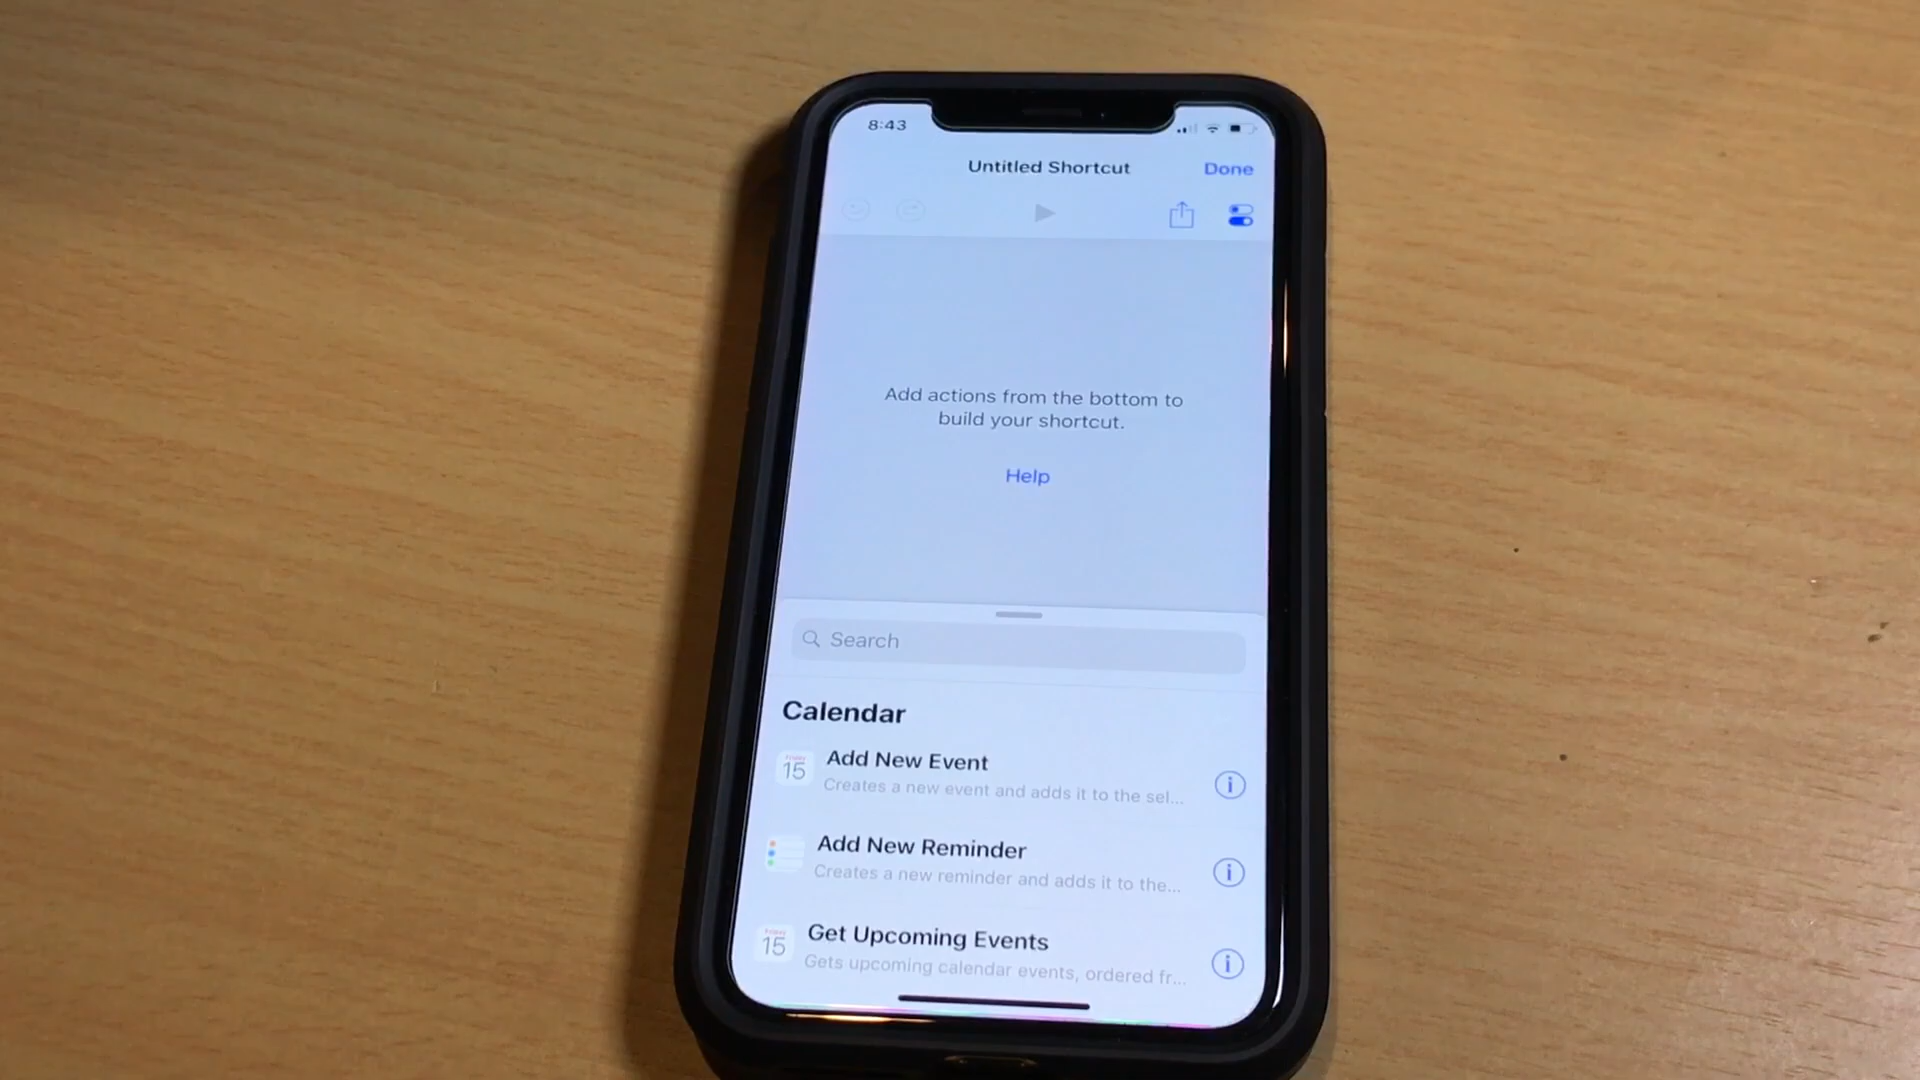 8:43
Untitled Shortcut
Done
Add actions from the bottom to
build your shortcut.
Help
Search
Calendar
15
Add New Event
Creates a new event and adds it to the sel...
Add New Reminder
Creates a new reminder and adds it to the...
15
Get Upcoming Events
Gets upcoming calendar events, ordered fr...